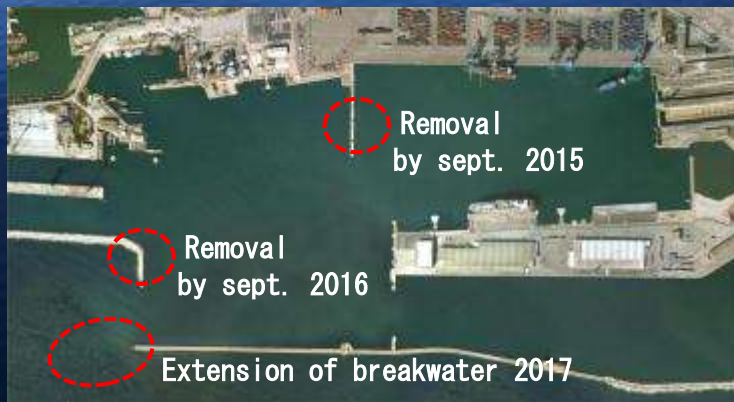 Removal
by sept. 2015
Removal
by sept. 2016
Extension of breakwater 2017